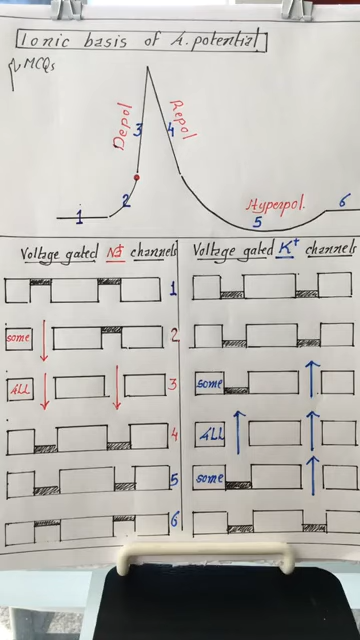 Ionic basis of A.potential
MCQs
Depol
3
Repol
4
1
2
Hyperpol.
5
6
Voltage gated Na+ channels
Voltage gated K+ channels
1
some
2
ALL
3
some
4
ALL
5
some
6